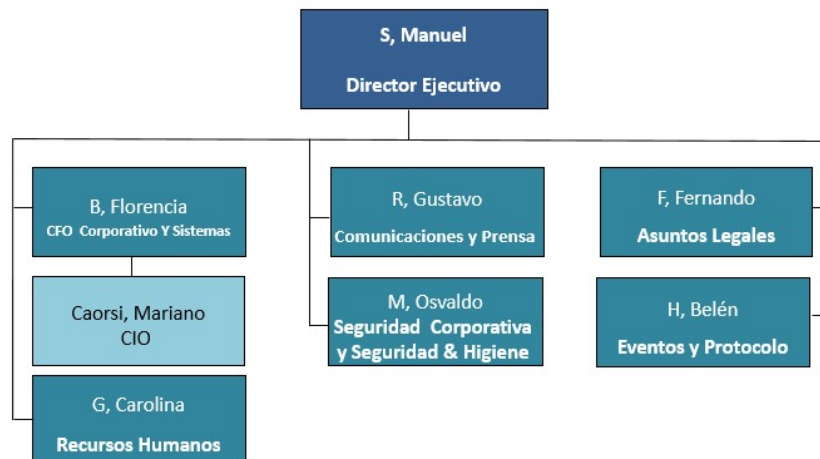 S, Manuel
Director Ejecutivo
B, Florencia
CFO Corporativo Y Sistemas
Caorsi, Mariano
CIO
G, Carolina
Recursos Humanos
R, Gustavo
Comunicaciones y Prensa
M, Osvaldo
Seguridad Corporativa
y Seguridad & Higiene
F, Fernando
Asuntos Legales
H, Belén
Eventos y Protocolo